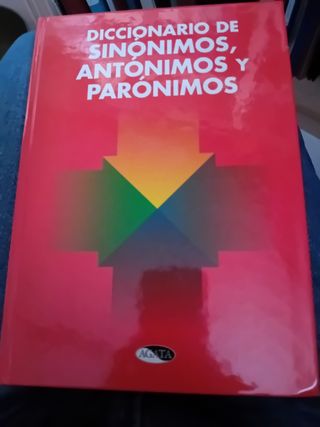 DICCIONARIO DE
SINÓNIMOS,
ANTÓNIMOS Y
PARÓNIMOS
AGATA